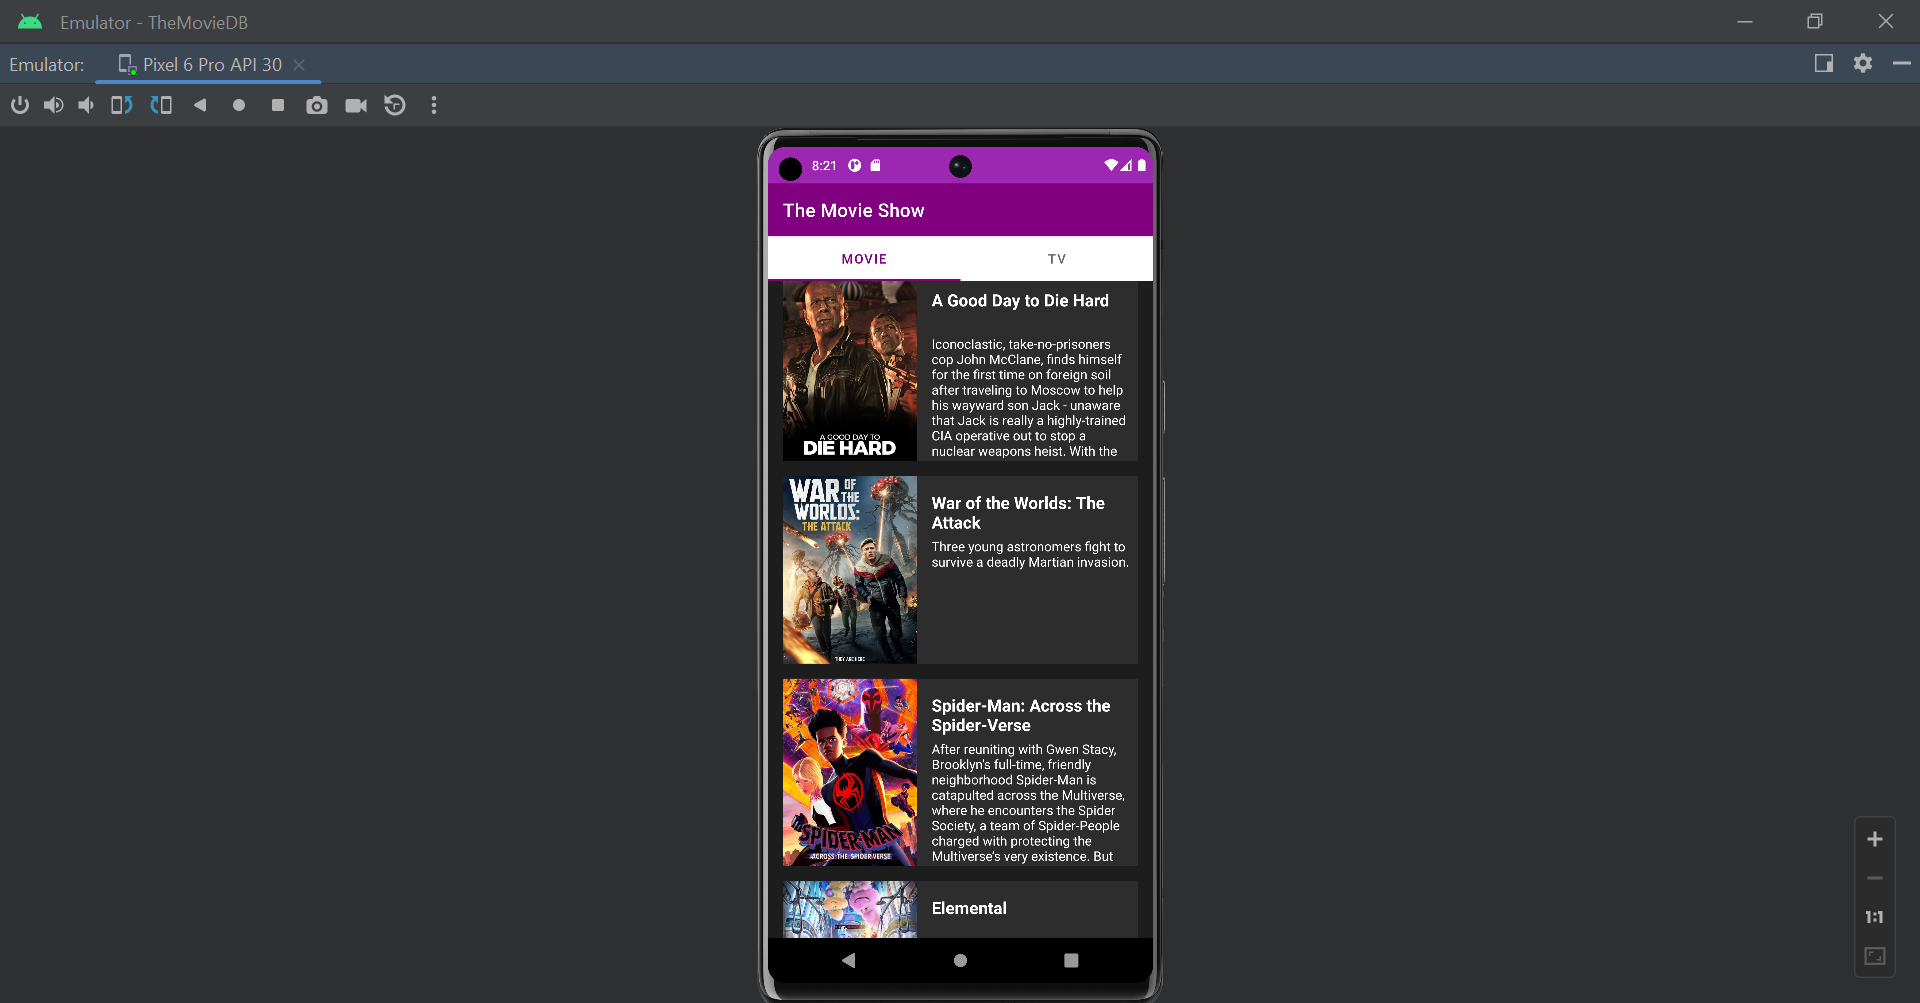 Emulator - TheMovieDB
Emulator:
Pixel 6 Pro API 30
8:21
The Movie Show
MOVIE
TV
A GOOD DAY TO
DIE HARD
A Good Day to Die Hard
Iconoclastic, take-no-prisoners
cop John McClane, finds himself
for the first time on foreign soil
after traveling to Moscow to help
his wayward son Jack - unaware
that Jack is really a highly-trained
CIA operative out to stop a
nuclear weapons heist. With the
WAR OF
THE
WORLDS:
THE ATTACK
THEY ARE HERE
War of the Worlds: The
Attack
Three young astronomers fight to
survive a deadly Martian invasion.
SPIDER-MAN
ACROSS THE SPIDER-VERSE
Spider-Man: Across the
Spider-Verse
After reuniting with Gwen Stacy,
Brooklyn's full-time, friendly
neighborhood Spider-Man is
catapulted across the Multiverse,
where he encounters the Spider
Society, a team of Spider-People
charged with protecting the
Multiverse's very existence. But
Elemental
1:1